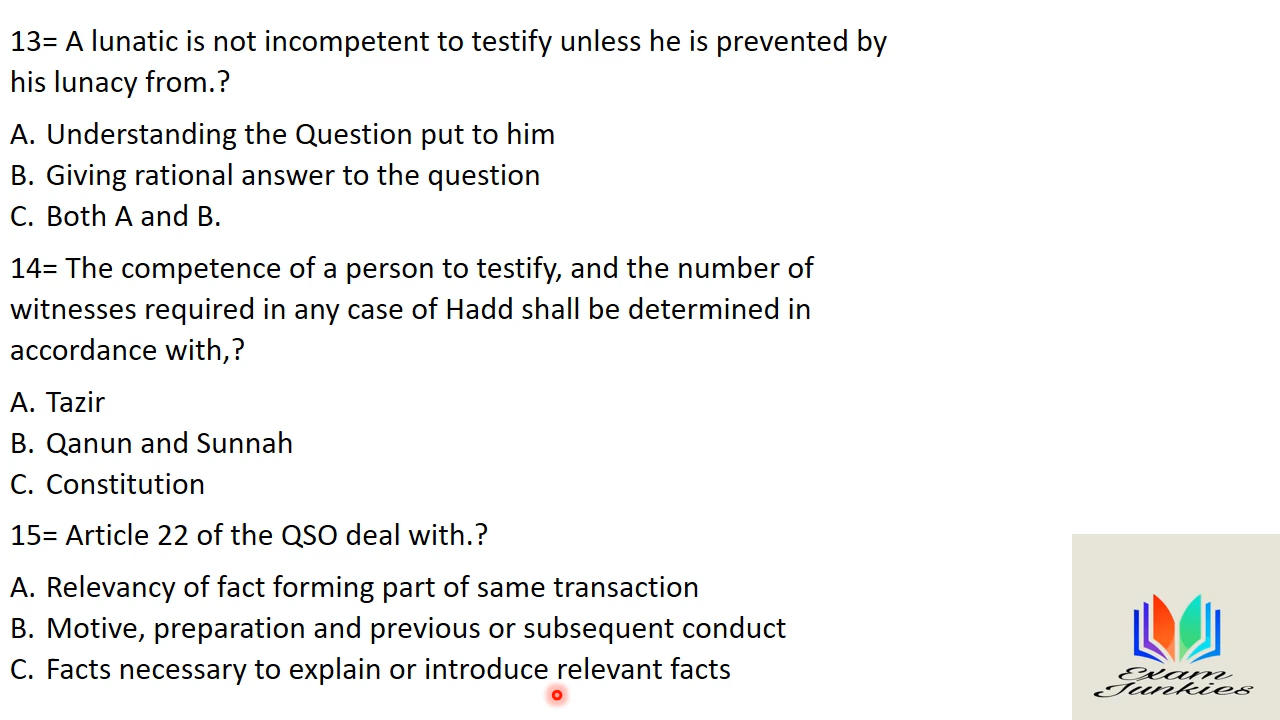 13= A lunatic is not incompetent to testify unless he is prevented by
his lunacy from.?
A. Understanding the Question put to him
B. Giving rational answer to the question
C. Both A and B.
14= The competence of a person to testify, and the number of
witnesses required in any case of Hadd shall be determined in
accordance with,?
A. Tazir
B. Qanun and Sunnah
C. Constitution
15= Article 22 of the QSO deal with.?
A. Relevancy of fact forming part of same transaction
B. Motive, preparation and previous or subsequent conduct
C. Facts necessary to explain or introduce relevant facts
Exam
Junkies